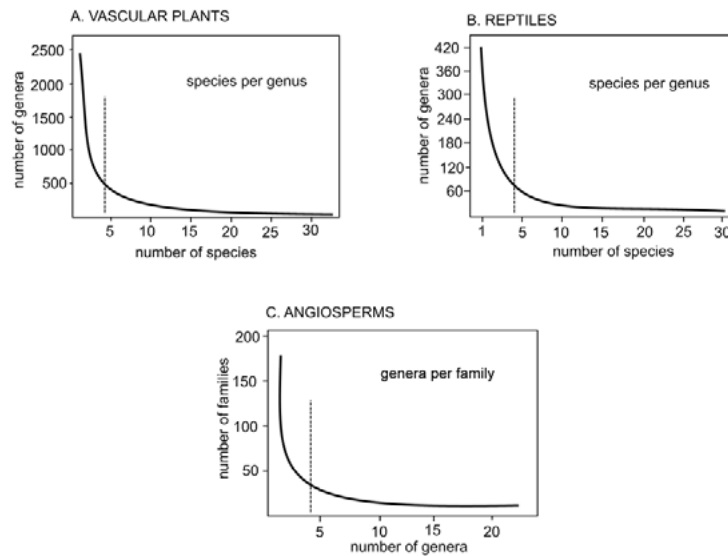 A. VASCULAR PLANTS
2500
2000
1500
1000
500
number of genera
species per genus
5 10 15 20 25 30
number of species
B. REPTILES
420
360
300
240
180
120
60
number of genera
species per genus
1 5 10 15 20 25 30
number of species
C. ANGIOSPERMS
200
150
100
50
number of families
genera per family
5 10 15 20
number of genera